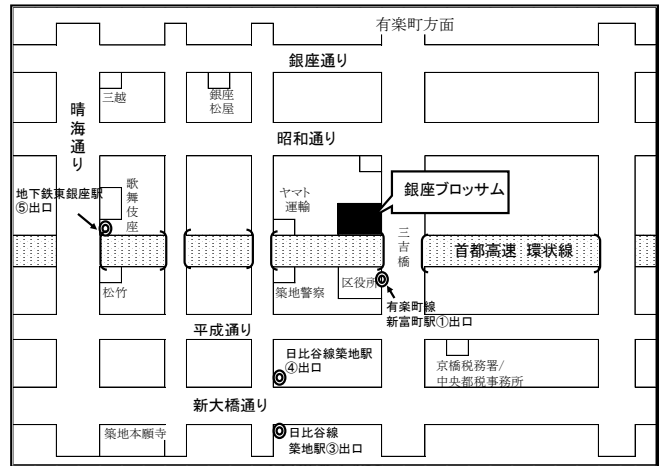 有楽町方面
銀座通り
三越
銀座
松屋
晴海通り
昭和通り
歌舞伎座
地下鉄東銀座駅
⑤出口
ヤマト
運輸
銀座ブロッサム
三吉橋
首都高速 環状線
松竹
築地警察
区役所
有楽町線
新富町駅①出口
平成通り
日比谷線築地駅
④出口
京橋税務署/
中央都税事務所
新大橋通り
築地本願寺
日比谷線
築地駅③出口